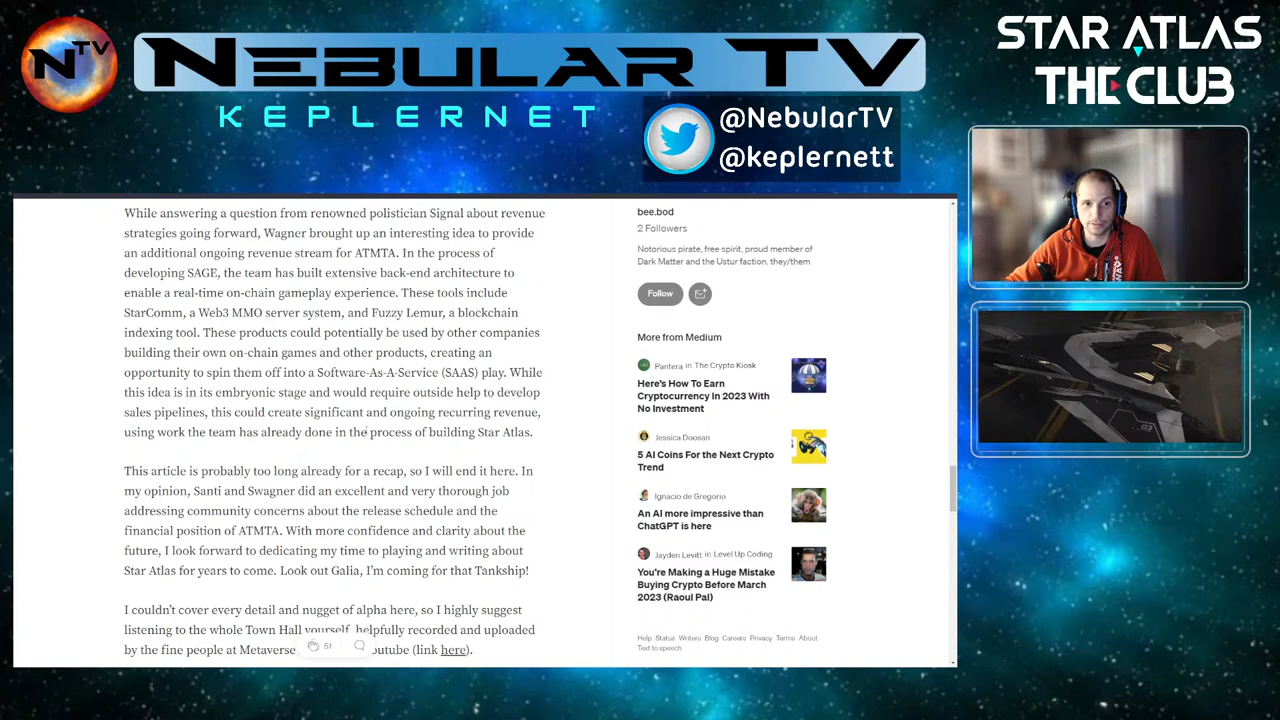 NTV
NEBULAR TV
KEPLERNET
@NebularTV
@keplernett
STAR ATLAS
THE CLUB
While answering a question from renowned polistician Signal about revenue
strategies going forward, Wagner brought up an interesting idea to provide
an additional ongoing revenue stream for ATMTA. In the process of
developing SAGE, the team has built extensive back-end architecture to
enable a real-time on-chain gameplay experience. These tools include
StarComm, a Web3 MMO server system, and Fuzzy Lemur, a blockchain
indexing tool. These products could potentially be used by other companies
building their own on-chain games and other products, creating an
opportunity to spin them off into a Software-As-A-Service (SAAS) play. While
this idea is in its embryonic stage and would require outside help to develop
sales pipelines, this could create significant and ongoing recurring revenue,
using work the team has already done in the process of building Star Atlas.
This article is probably too long already for a recap, so I will end it here. In
my opinion, Santi and Swagner did an excellent and very thorough job
addressing community concerns about the release schedule and the
financial position of ATMTA. With more confidence and clarity about the
future, I look forward to dedicating my time to playing and writing about
Star Atlas for years to come. Look out Galia, I'm coming for that Tankship!
I couldn't cover every detail and nugget of alpha here, so I highly suggest
listening to the whole Town Hall yourself, helpfully recorded and uploaded
by the fine people at Metaverse outube (link here).
51
bee.bod
2 Followers
Notorious pirate, free spirit, proud member of
Dark Matter and the Ustur faction. they/them
Follow
More from Medium
Pantera in The Crypto Kiosk
Here's How To Earn
Cryptocurrency In 2023 With
No Investment
Jessica Doosan
5 AI Coins For the Next Crypto
Trend
Ignacio de Gregorio
An AI more impressive than
ChatGPT is here
Jayden Levitt in Level Up Coding
You're Making a Huge Mistake
Buying Crypto Before March
2023 (Raoul Pal)
Help Status Writers Blog Careers Privacy Terms About
Text to speech
03